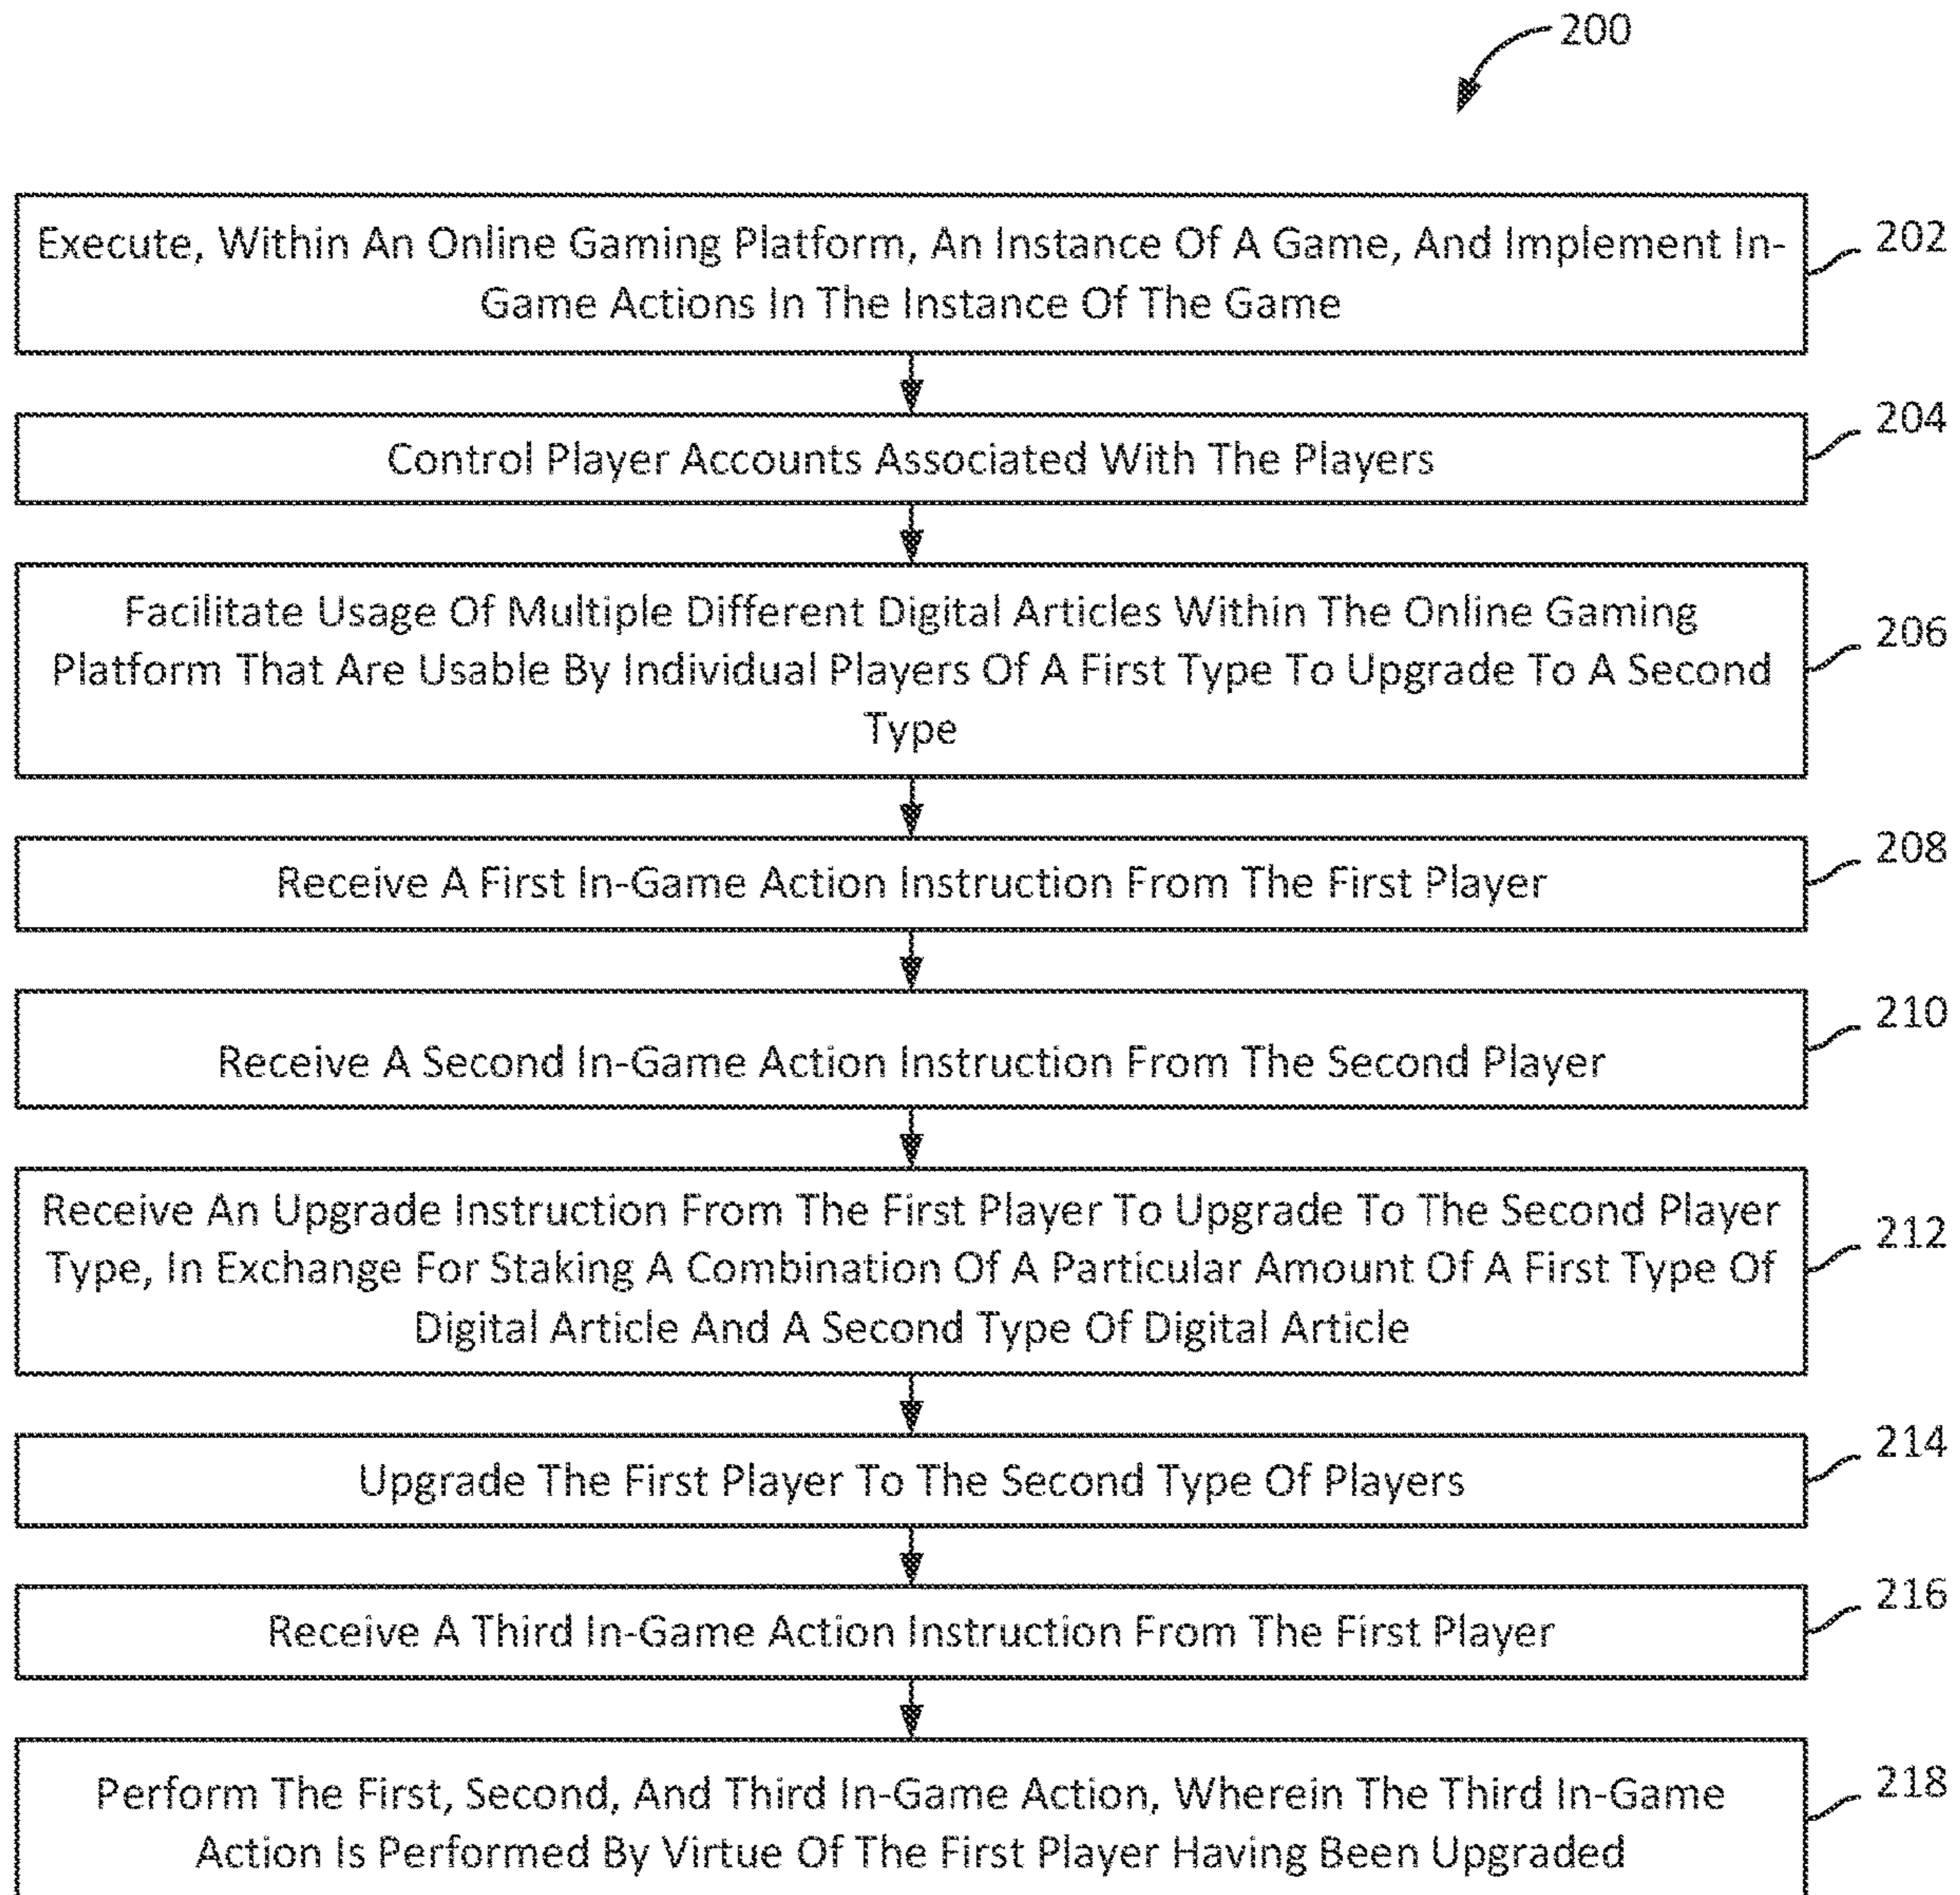 200
Execute, Within An Online Gaming Platform, An Instance Of A Game, And Implement In-
Game Actions In The Instance Of The Game
202
Control Player Accounts Associated With The Players
204
Facilitate Usage Of Multiple Different Digital Articles Within The Online Gaming
Platform That Are Usable By Individual Players Of A First Type To Upgrade To A Second
Type
206
Receive A First In-Game Action Instruction From The First Player
208
Receive A Second In-Game Action Instruction From The Second Player
210
Receive An Upgrade Instruction From The First Player To Upgrade To The Second Player
Type, In Exchange For Staking A Combination Of A Particular Amount Of A First Type Of
Digital Article And A Second Type Of Digital Article
212
Upgrade The First Player To The Second Type Of Players
214
Receive A Third In-Game Action Instruction From The First Player
216
Perform The First, Second, And Third In-Game Action, Wherein The Third In-Game
Action Is Performed By Virtue Of The First Player Having Been Upgraded
218